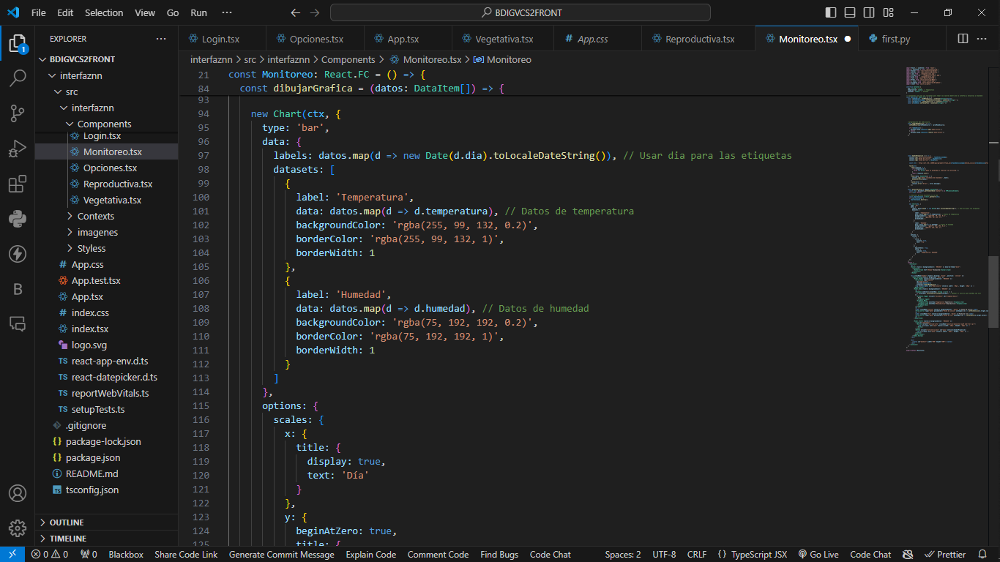 File Edit Selection View Go Run ··· BDIGVCS2FRONT
EXPLORER ···
1
BDIGVCS2FRONT
interfaznn
src
interfaznn
Components
Login.tsx
Monitoreo.tsx
Opciones.tsx
Reproductiva.tsx
Vegetativa.tsx
Contexts
imagenes
Styless
# App.css
App.test.tsx
App.tsx
# index.css
index.tsx
logo.svg
TS react-app-env.d.ts
TS react-datepicker.d.ts
TS reportWebVitals.ts
TS setupTests.ts
.gitignore
{} package-lock.json
{} package.json
README.md
TS tsconfig.json
OUTLINE
TIMELINE
Login.tsx Opciones.tsx App.tsx Vegetativa.tsx # App.css Reproductiva.tsx Monitoreo.tsx first.py ···
interfaznn > src > interfaznn > Components > Monitoreo.tsx > Monitoreo
21 const Monitoreo: React.FC = () => {
84 const dibujarGrafica = (datos: DataItem[]) => {
93
94 new Chart(ctx, {
95 type: 'bar',
96 data: {
97 labels: datos.map(d => new Date(d.dia).toLocaleDateString()), // Usar dia para las etiquetas
98 datasets: [
99 {
100 label: 'Temperatura',
101 data: datos.map(d => d.temperatura), // Datos de temperatura
102 backgroundColor: 'rgba(255, 99, 132, 0.2)',
103 borderColor: 'rgba(255, 99, 132, 1)',
104 borderWidth: 1
105 },
106 {
107 label: 'Humedad',
108 data: datos.map(d => d.humedad), // Datos de humedad
109 backgroundColor: 'rgba(75, 192, 192, 0.2)',
110 borderColor: 'rgba(75, 192, 192, 1)',
111 borderWidth: 1
112 }
113 ]
114 },
115 options: {
116 scales: {
117 x: {
118 title: {
119 display: true,
120 text: 'Día'
121 }
122 },
123 y: {
124 beginAtZero: true,
125 title: {
0 0 0 Blackbox Share Code Link Generate Commit Message Explain Code Comment Code Find Bugs Code Chat Spaces: 2 UTF-8 CRLF {} TypeScript JSX Go Live Code Chat Prettier